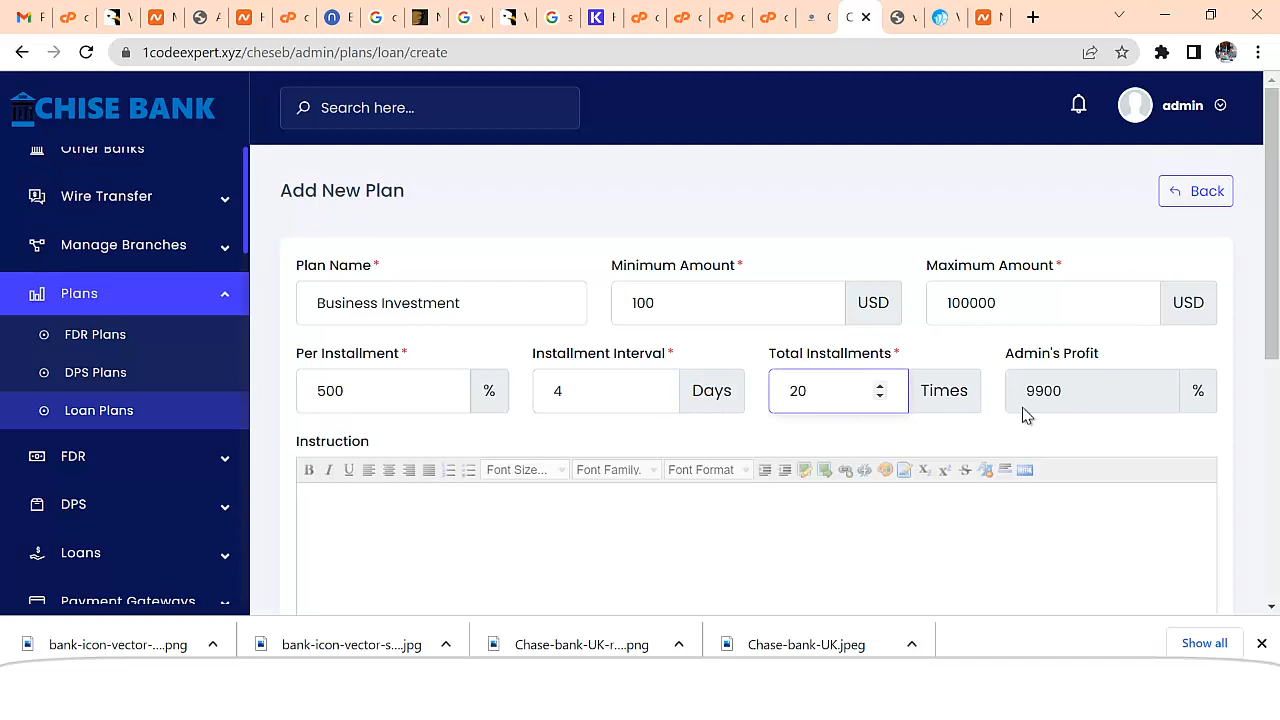 1codeexpert.xyz/cheseb/admin/plans/loan/create
CHISE BANK
Search here...
admin
Other Banks
Wire Transfer
Manage Branches
Plans
FDR Plans
DPS Plans
Loan Plans
FDR
DPS
Loans
Payment Gateways
Add New Plan
Back
Plan Name*
Minimum Amount*
Maximum Amount*
Business Investment
100 USD
100000 USD
Per Installment*
Installment Interval*
Total Installments*
Admin's Profit
500 %
4 Days
20 Times
9900 %
Instruction
B I U Font Size... Font Family. Font Format
bank-icon-vector-....png
bank-icon-vector-s....jpg
Chase-bank-UK-r....png
Chase-bank-UK.jpeg
Show all